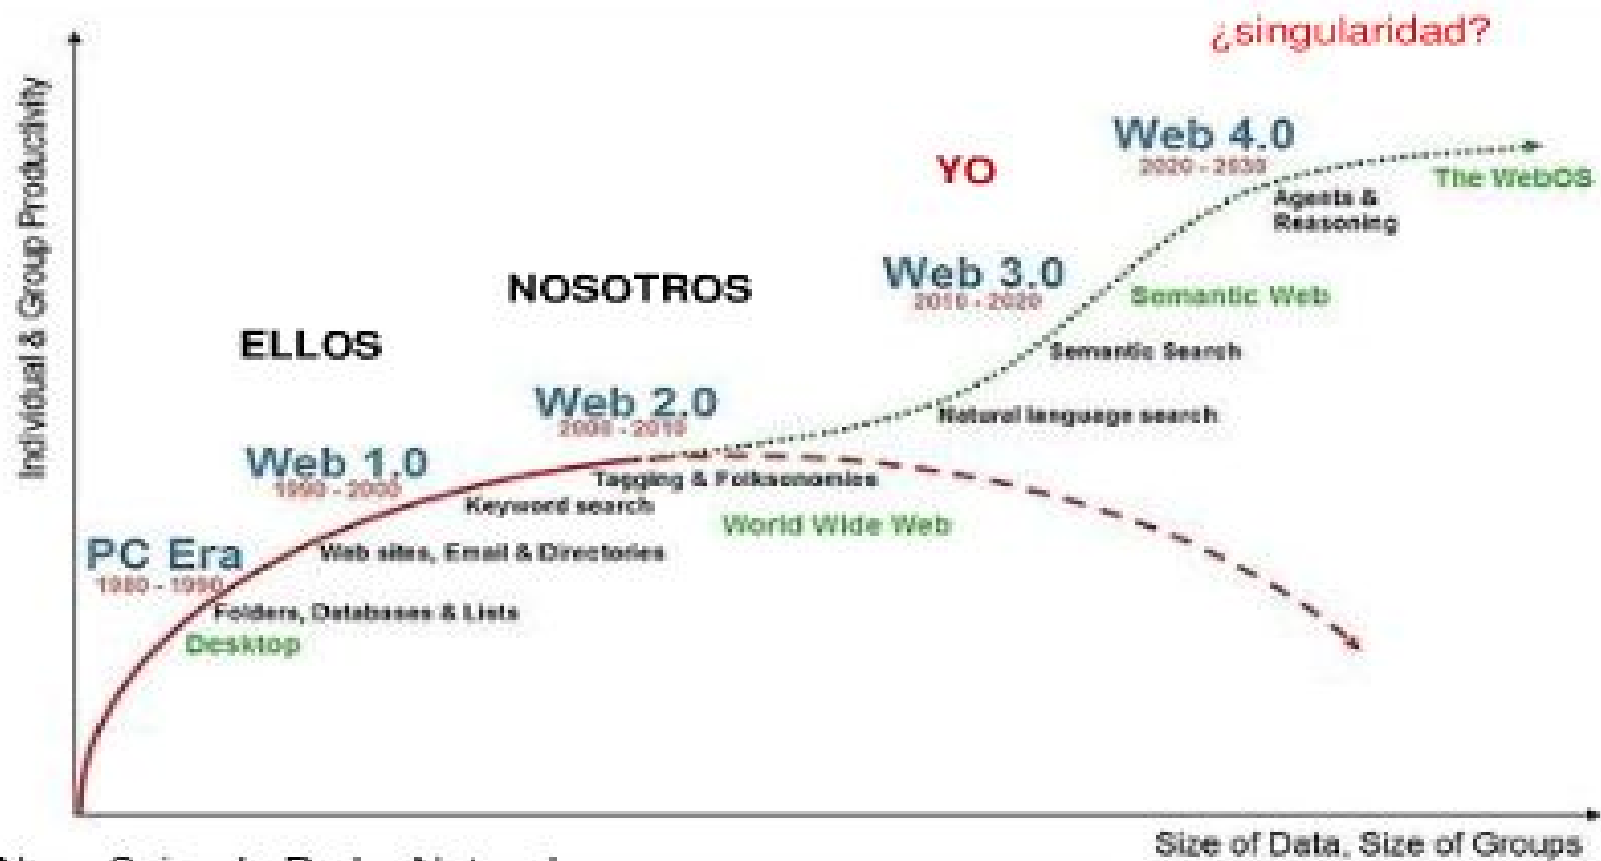 ¿singularidad?
Individual & Group Productivity
Web 4.0
2020 - 2030
The WebOS
YO
Agents &
Reasoning
Web 3.0
2010 - 2020
Semantic Web
NOSOTROS
ELLOS
Semantic Search
Web 2.0
2000 - 2010
Natural language search
Web 1.0
1990 - 2000
Tagging & Folksonomies
Keyword search
World Wide Web
PC Era
1980 - 1990
Web sites, Email & Directories
Folders, Databases & Lists
Desktop
Size of Data, Size of Groups